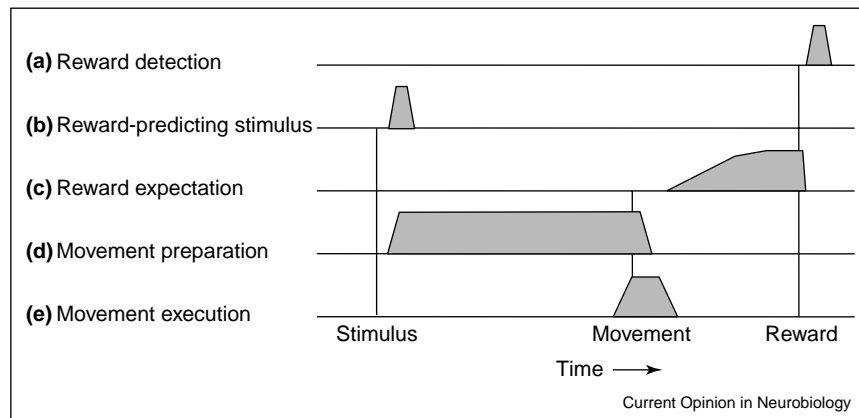 (a) Reward detection
(b) Reward-predicting stimulus
(c) Reward expectation
(d) Movement preparation
(e) Movement execution
Stimulus Movement Reward
Time
Current Opinion in Neurobiology